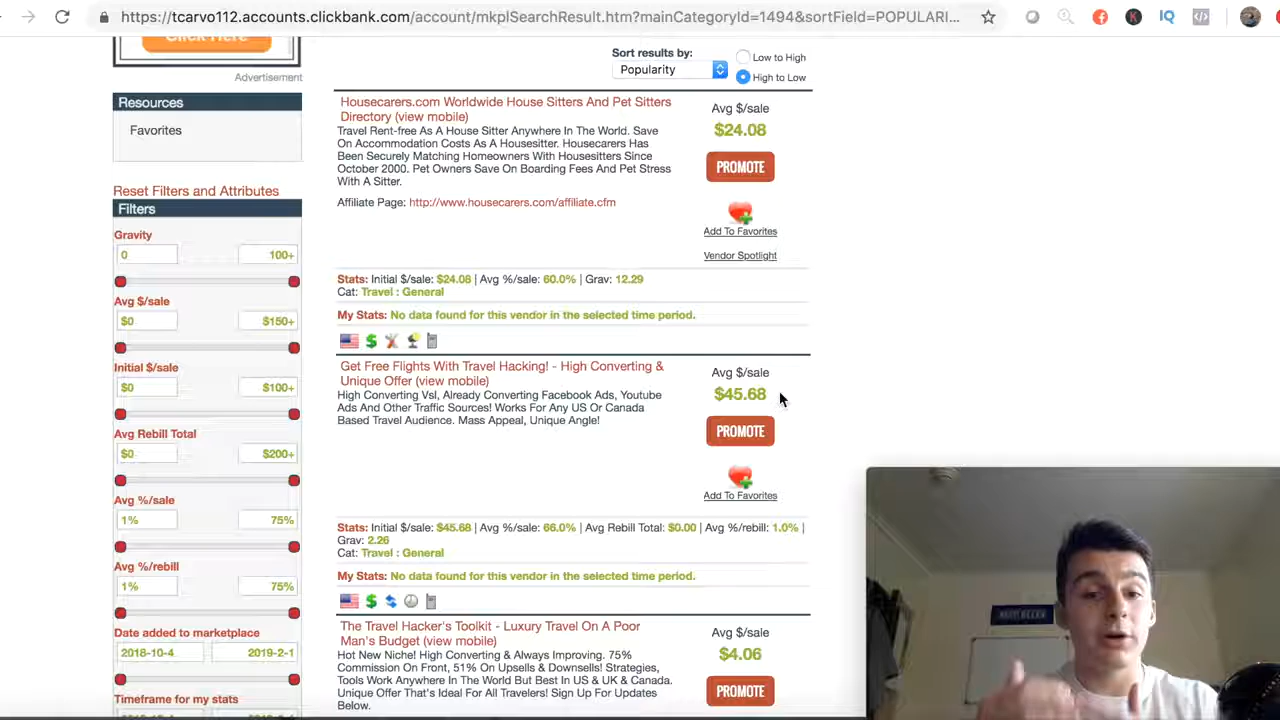 https://tcarvo112.accounts.clickbank.com/account/mkplSearchResult.htm?mainCategoryId=1494&sortField=POPULARI...
IQ
Click Here
Advertisement
Resources
Favorites
Reset Filters and Attributes
Filters
Gravity
0 100+
Avg $/sale
$0 $150+
Initial $/sale
$0 $100+
Avg Rebill Total
$0 $200+
Avg %/sale
1% 75%
Avg %/rebill
1% 75%
Date added to marketplace
2018-10-4 2019-2-1
Timeframe for my stats
Sort results by:
Popularity
Low to High
High to Low
Housecarers.com Worldwide House Sitters And Pet Sitters
Directory (view mobile)
Travel Rent-free As A House Sitter Anywhere In The World. Save
On Accommodation Costs As A Housesitter. Housecarers Has
Been Securely Matching Homeowners With Housesitters Since
October 2000. Pet Owners Save On Boarding Fees And Pet Stress
With A Sitter.
Affiliate Page: http://www.housecarers.com/affiliate.cfm
Avg $/sale
$24.08
PROMOTE
Add To Favorites
Vendor Spotlight
Stats: Initial $/sale: $24.08 | Avg %/sale: 60.0% | Grav: 12.29
Cat: Travel : General
My Stats: No data found for this vendor in the selected time period.
Get Free Flights With Travel Hacking! - High Converting &
Unique Offer (view mobile)
High Converting Vsl, Already Converting Facebook Ads, Youtube
Ads And Other Traffic Sources! Works For Any US Or Canada
Based Travel Audience. Mass Appeal, Unique Angle!
Avg $/sale
$45.68
PROMOTE
Add To Favorites
Stats: Initial $/sale: $45.68 | Avg %/sale: 66.0% | Avg Rebill Total: $0.00 | Avg %/rebill: 1.0% |
Grav: 2.26
Cat: Travel : General
My Stats: No data found for this vendor in the selected time period.
The Travel Hacker's Toolkit - Luxury Travel On A Poor
Man's Budget (view mobile)
Hot New Niche! High Converting & Always Improving. 75%
Commission On Front, 51% On Upsells & Downsells! Strategies,
Tools Work Anywhere In The World But Best In US & UK & Canada.
Unique Offer That's Ideal For All Travelers! Sign Up For Updates
Below.
Avg $/sale
$4.06
PROMOTE